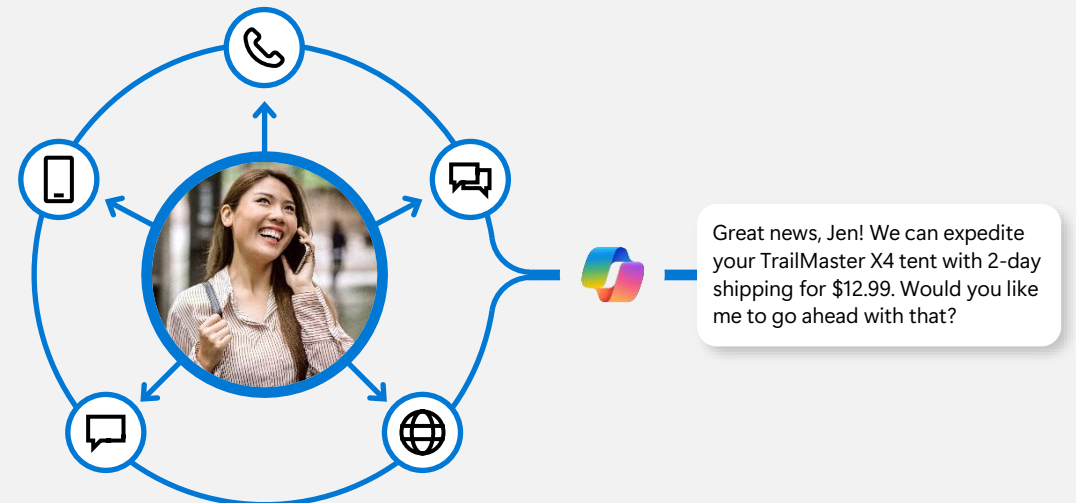 Great news, Jen! We can expedite
your TrailMaster X4 tent with 2-day
shipping for $12.99. Would you like
me to go ahead with that?